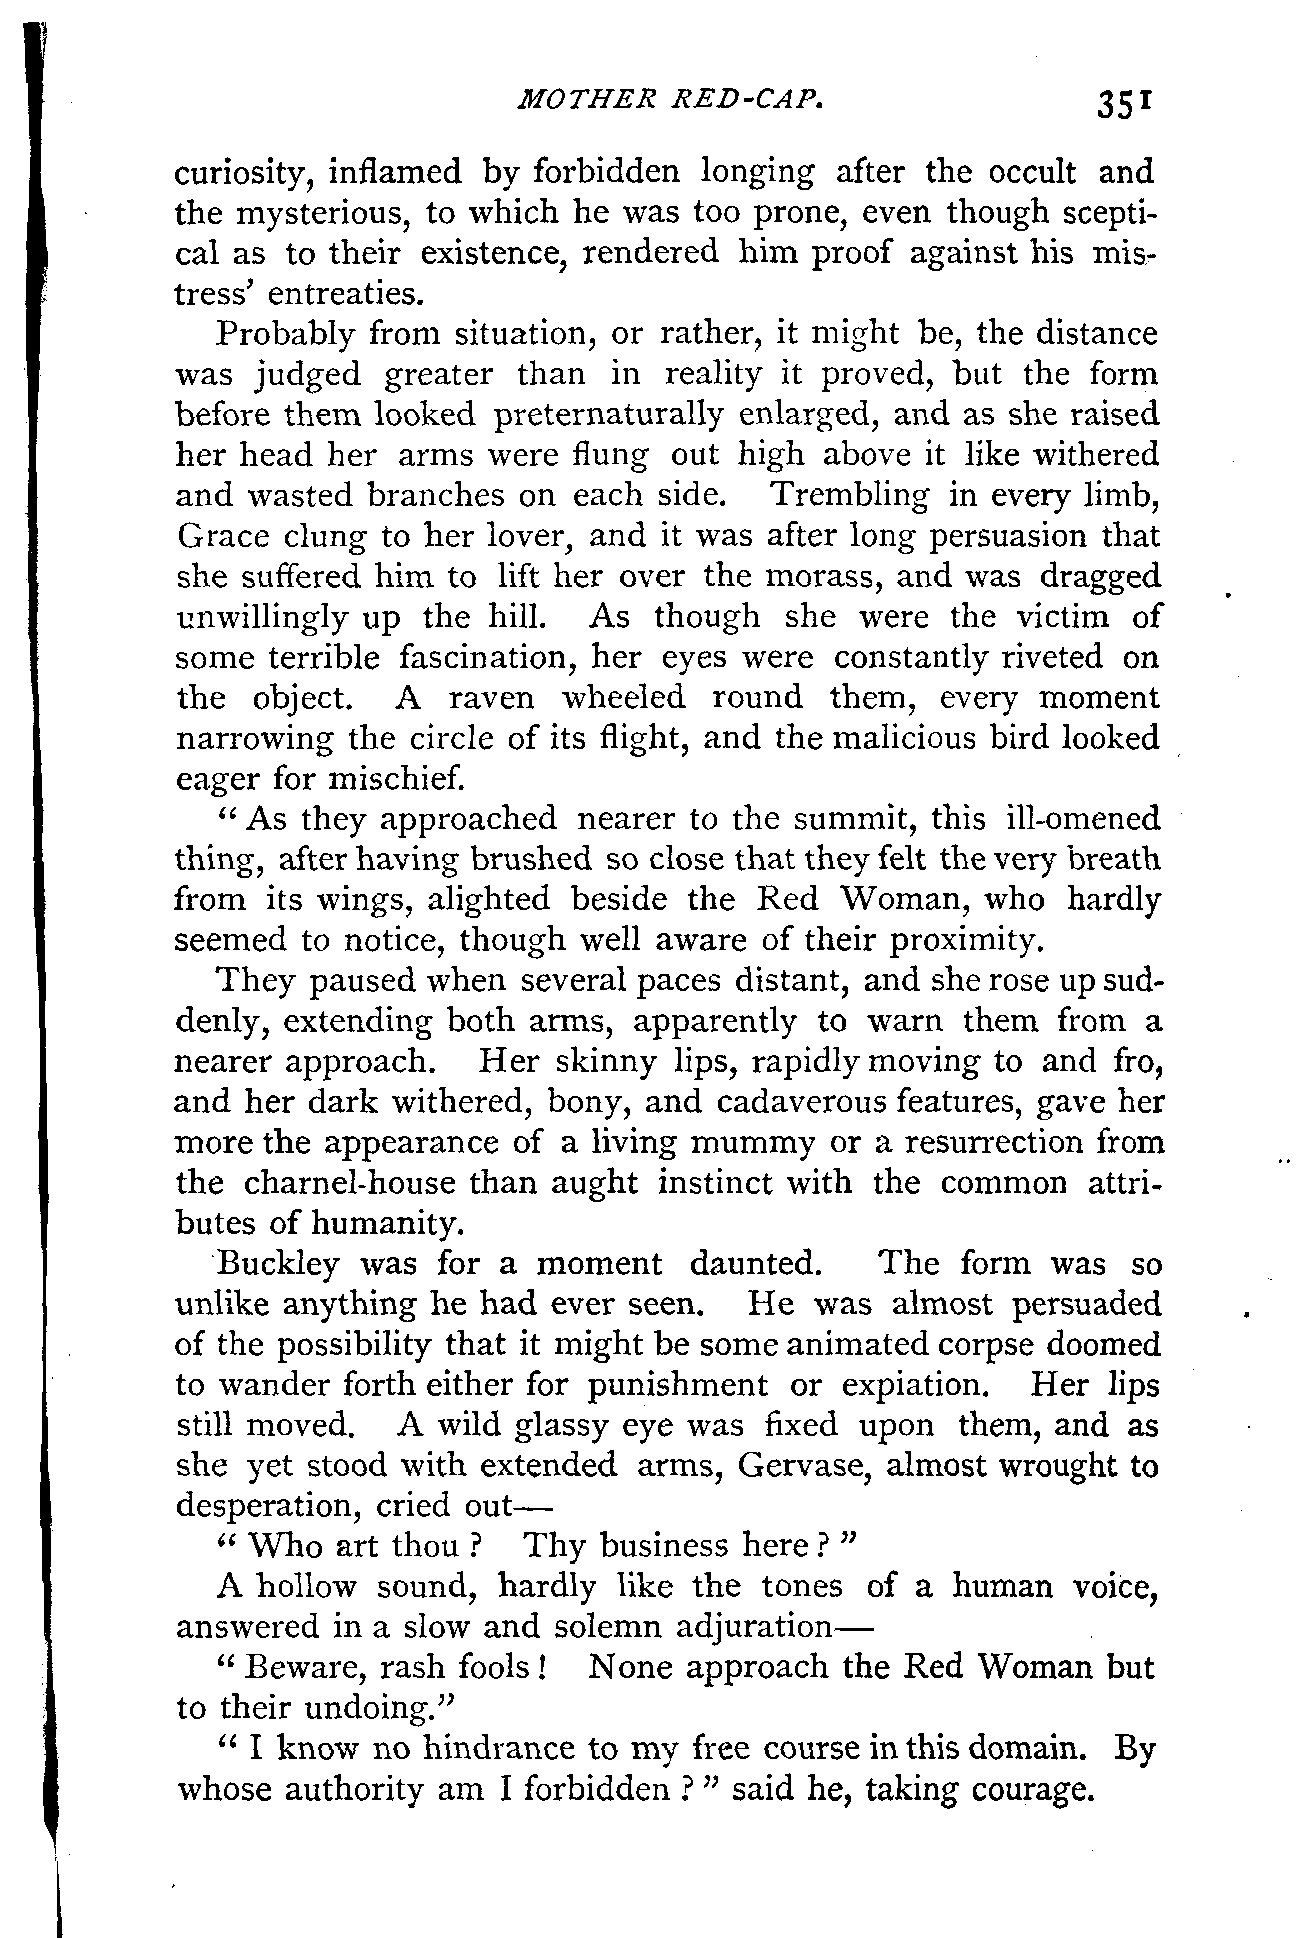 MOTHER RED-CAP. 351
curiosity, inflamed by forbidden longing after the occult and
the mysterious, to which he was too prone, even though scepti-
cal as to their existence, rendered him proof against his mis-
tress' entreaties.
Probably from situation, or rather, it might be, the distance
was judged greater than in reality it proved, but the form
before them looked preternaturally enlarged, and as she raised
her head her arms were flung out high above it like withered
and wasted branches on each side. Trembling in every limb,
Grace clung to her lover, and it was after long persuasion that
she suffered him to lift her over the morass, and was dragged
unwillingly up the hill. As though she were the victim of
some terrible fascination, her eyes were constantly riveted on
the object. A raven wheeled round them, every moment
narrowing the circle of its flight, and the malicious bird looked
eager for mischief.
“ As they approached nearer to the summit, this ill-omened
thing, after having brushed so close that they felt the very breath
from its wings, alighted beside the Red Woman, who hardly
seemed to notice, though well aware of their proximity.
They paused when several paces distant, and she rose up sud-
denly, extending both arms, apparently to warn them from a
nearer approach. Her skinny lips, rapidly moving to and fro,
and her dark withered, bony, and cadaverous features, gave her
more the appearance of a living mummy or a resurrection from
the charnel-house than aught instinct with the common attri-
butes of humanity.
Buckley was for a moment daunted. The form was so
unlike anything he had ever seen. He was almost persuaded
of the possibility that it might be some animated corpse doomed
to wander forth either for punishment or expiation. Her lips
still moved. A wild glassy eye was fixed upon them, and as
she yet stood with extended arms, Gervase, almost wrought to
desperation, cried out—
“ Who art thou ? Thy business here ? ”
A hollow sound, hardly like the tones of a human voice,
answered in a slow and solemn adjuration—
“ Beware, rash fools ! None approach the Red Woman but
to their undoing.”
“ I know no hindrance to my free course in this domain. By
whose authority am I forbidden ? ” said he, taking courage.